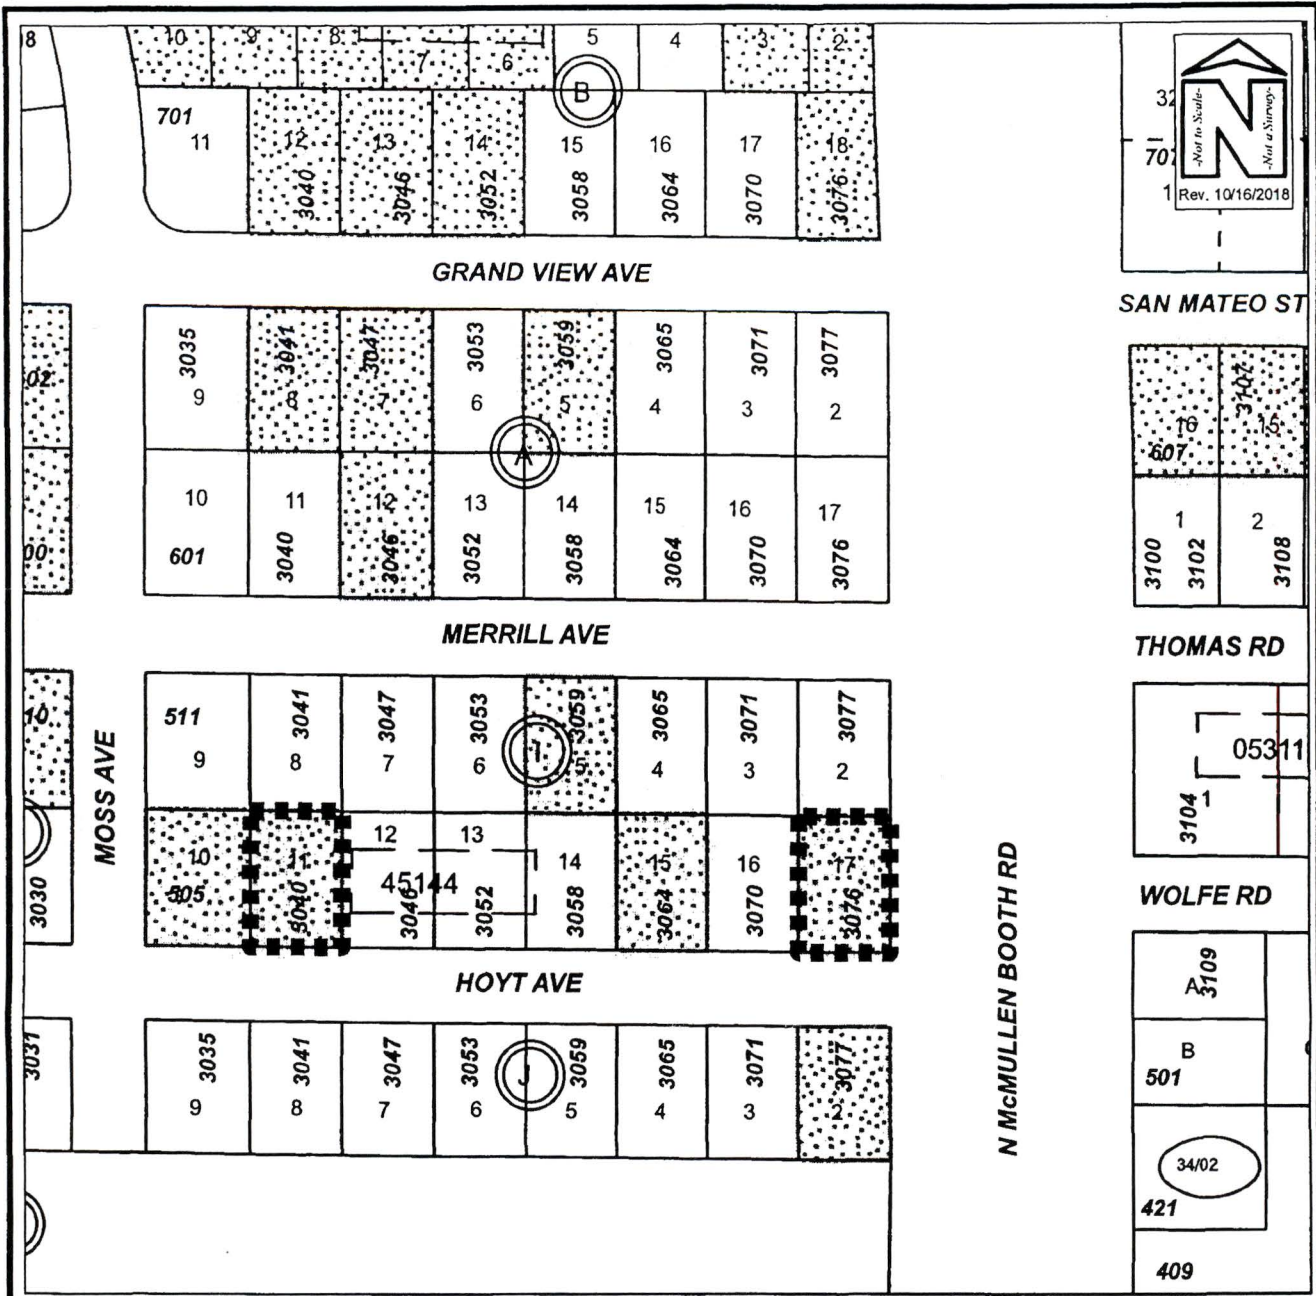 8
10 9 8 7 6 5 4 3 2
B
-Not to Scale-
N
-Not a Survey-
Rev. 10/16/2018
32
1
701
11 12 13 14 15 16 17 18
3040 3046 3052 3058 3064 3070 3076
GRAND VIEW AVE
SAN MATEO ST
3035 3041 3047 3053 3059 3065 3071 3077
9 8 7 6 5 4 3 2
02
A
10 11 12 13 14 15 16 17
601 3040 3046 3052 3058 3064 3070 3076
00
3107
16 15
607
1 2
3100 3102 3108
MERRILL AVE
THOMAS RD
10
511 3041 3047 3053 3059 3065 3071 3077
9 8 7 6 5 4 3 2
I
MOSS AVE
05311
3104 1
10 11 12 13 14 15 16 17
45144
505 3040 3046 3052 3058 3064 3070 3076
3030
N McMULLEN BOOTH RD
WOLFE RD
HOYT AVE
A 3109
B
501
3031
3035 3041 3047 3053 3059 3065 3071 3077
J
9 8 7 6 5 4 3 2
34/02
421
409